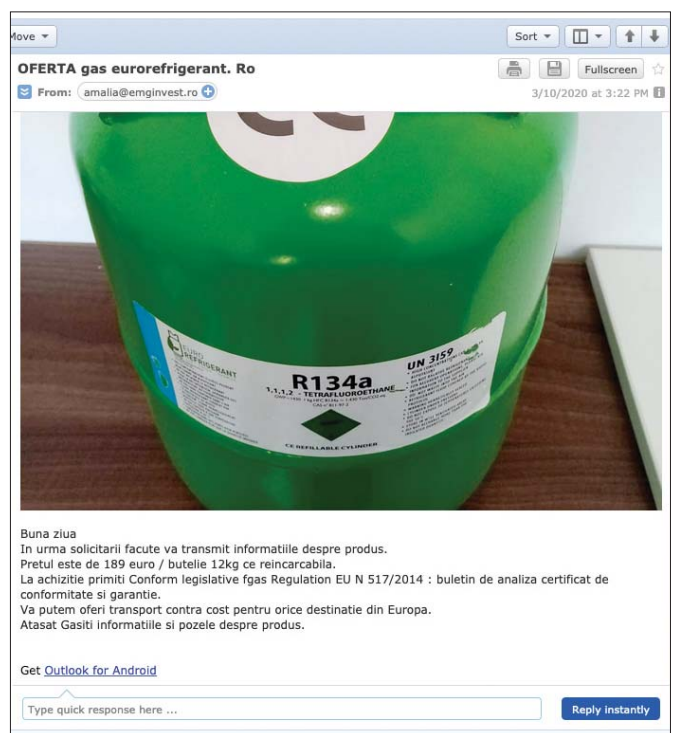 Move
Sort
OFERTA gas eurorefrigerant. Ro
Fullscreen
From: amalia@emginvest.ro
3/10/2020 at 3:22 PM
EURO
REFRIGERANT
R134a
1,1,1,2 - TETRAFLUOROETHANE
UN 3159
CE REFILLABLE CYLINDER
Buna ziua
In urma solicitarii facute va transmit informatiile despre produs.
Pretul este de 189 euro / butelie 12kg ce reincarcabila.
La achizitie primiti Conform legislative fgas Regulation EU N 517/2014 : buletin de analiza certificat de
conformitate si garantie.
Va putem oferi transport contra cost pentru orice destinatie din Europa.
Atasat Gasiti informatiile si pozele despre produs.
Get Outlook for Android
Type quick response here ...
Reply instantly